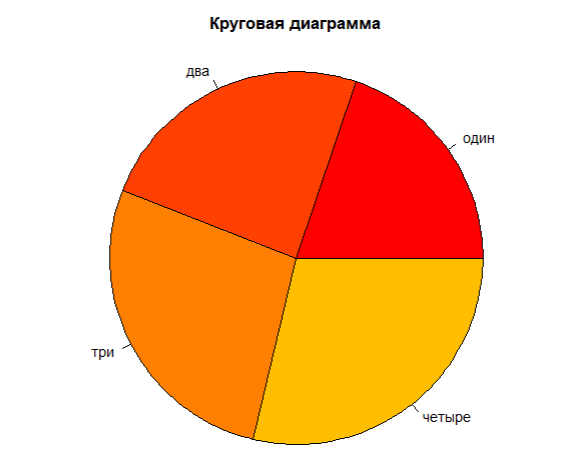 Круговая диаграмма
два
один
три
четыре